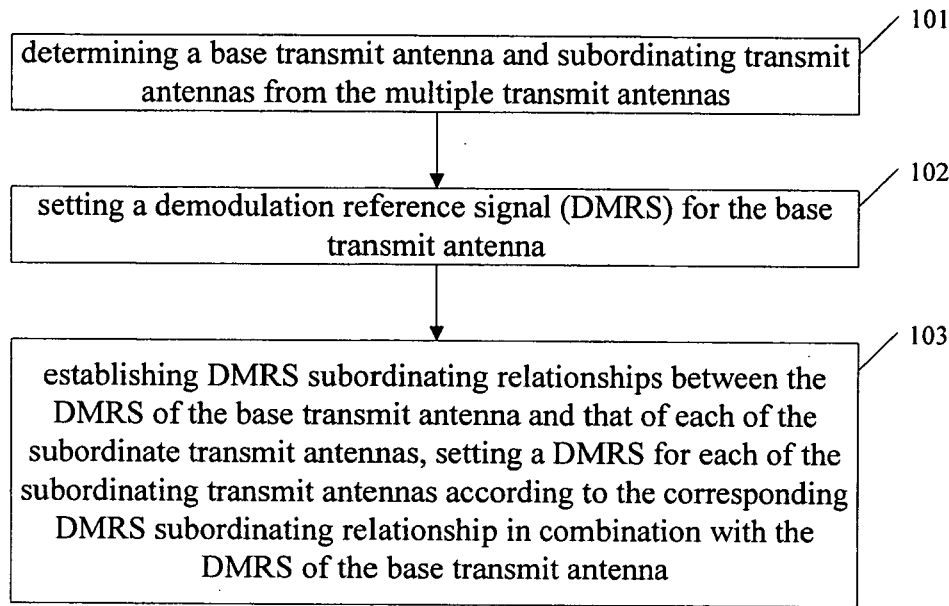 101
determining a base transmit antenna and subordinating transmit
antennas from the multiple transmit antennas
102
setting a demodulation reference signal (DMRS) for the base
transmit antenna
103
establishing DMRS subordinating relationships between the
DMRS of the base transmit antenna and that of each of the
subordinate transmit antennas, setting a DMRS for each of the
subordinating transmit antennas according to the corresponding
DMRS subordinating relationship in combination with the
DMRS of the base transmit antenna